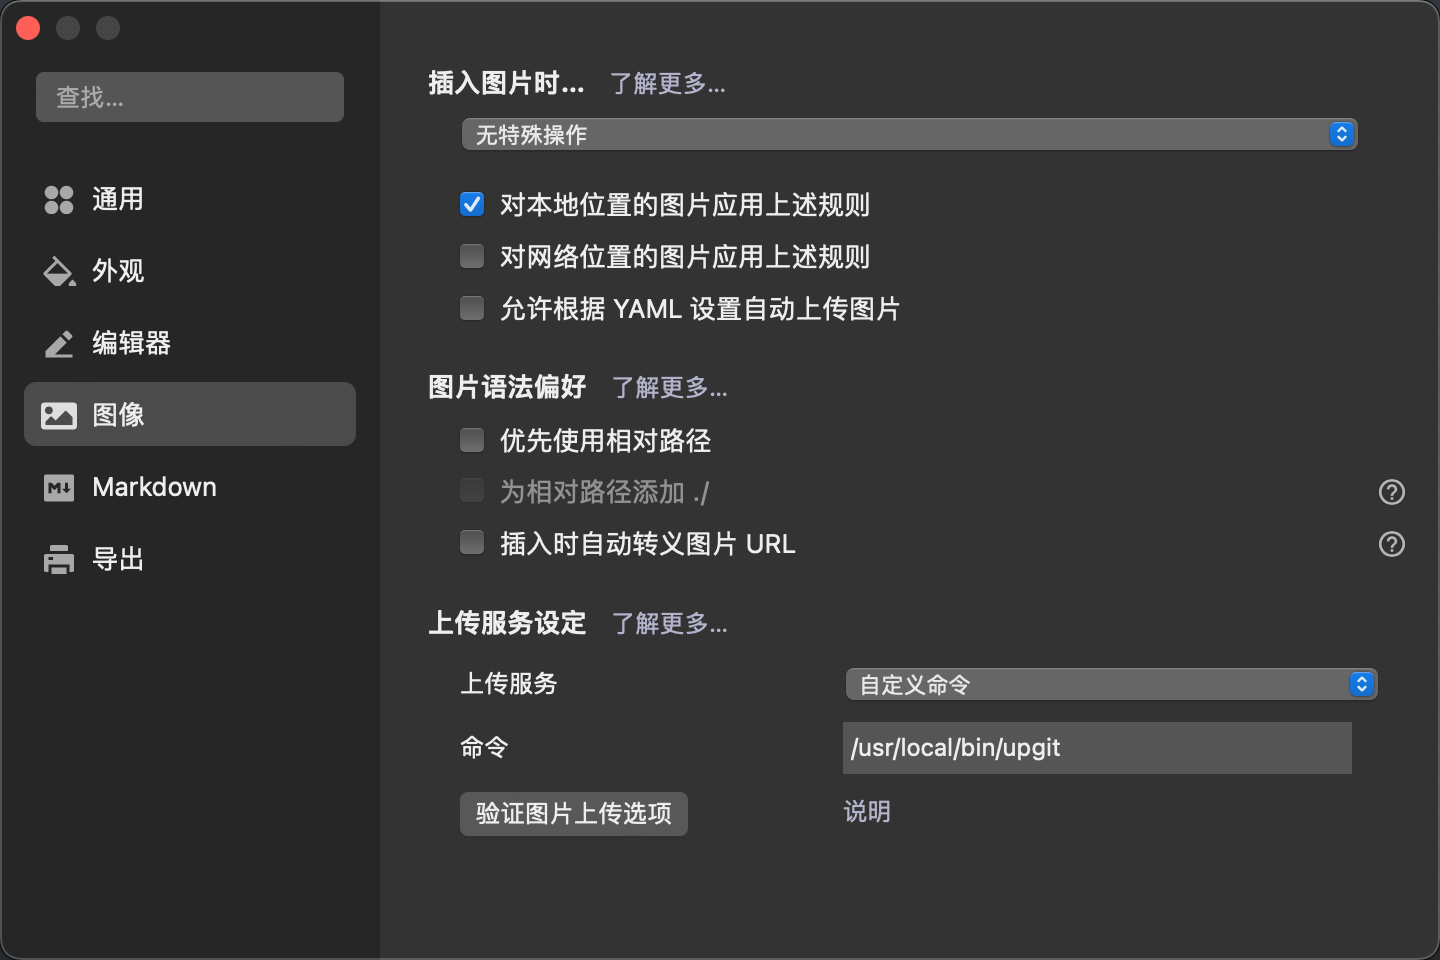 查找...
通用
外观
编辑器
图像
Markdown
导出
插入图片时... 了解更多...
无特殊操作
对本地位置的图片应用上述规则
对网络位置的图片应用上述规则
允许根据 YAML 设置自动上传图片
图片语法偏好 了解更多...
优先使用相对路径
为相对路径添加 ./
插入时自动转义图片 URL
上传服务设定 了解更多...
上传服务 自定义命令
命令 /usr/local/bin/upgit
验证图片上传选项 说明